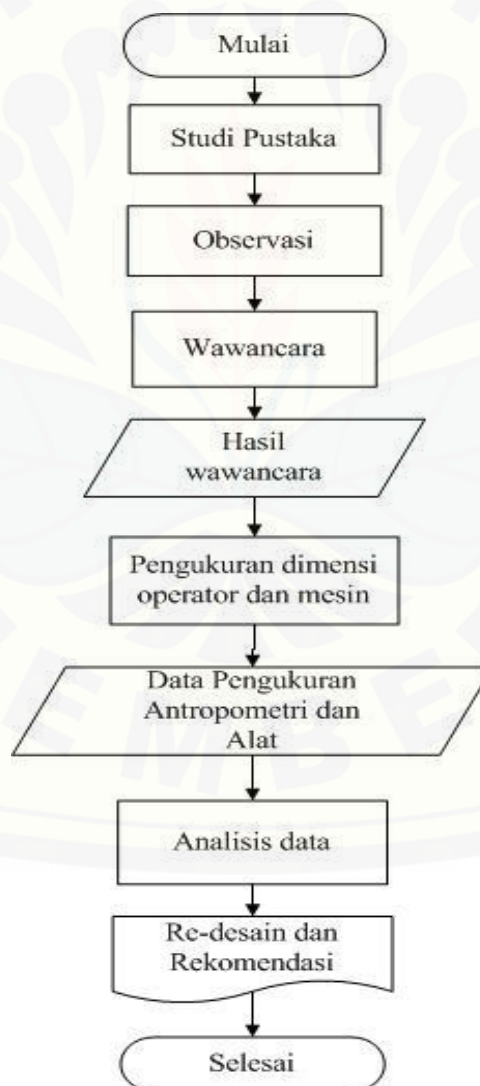 Mulai
Studi Pustaka
Observasi
Wawancara
Hasil
wawancara
Pengukuran dimensi
operator dan mesin
Data Pengukuran
Antropometri dan
Alat
Analisis data
Re-desain dan
Rekomendasi
Selesai